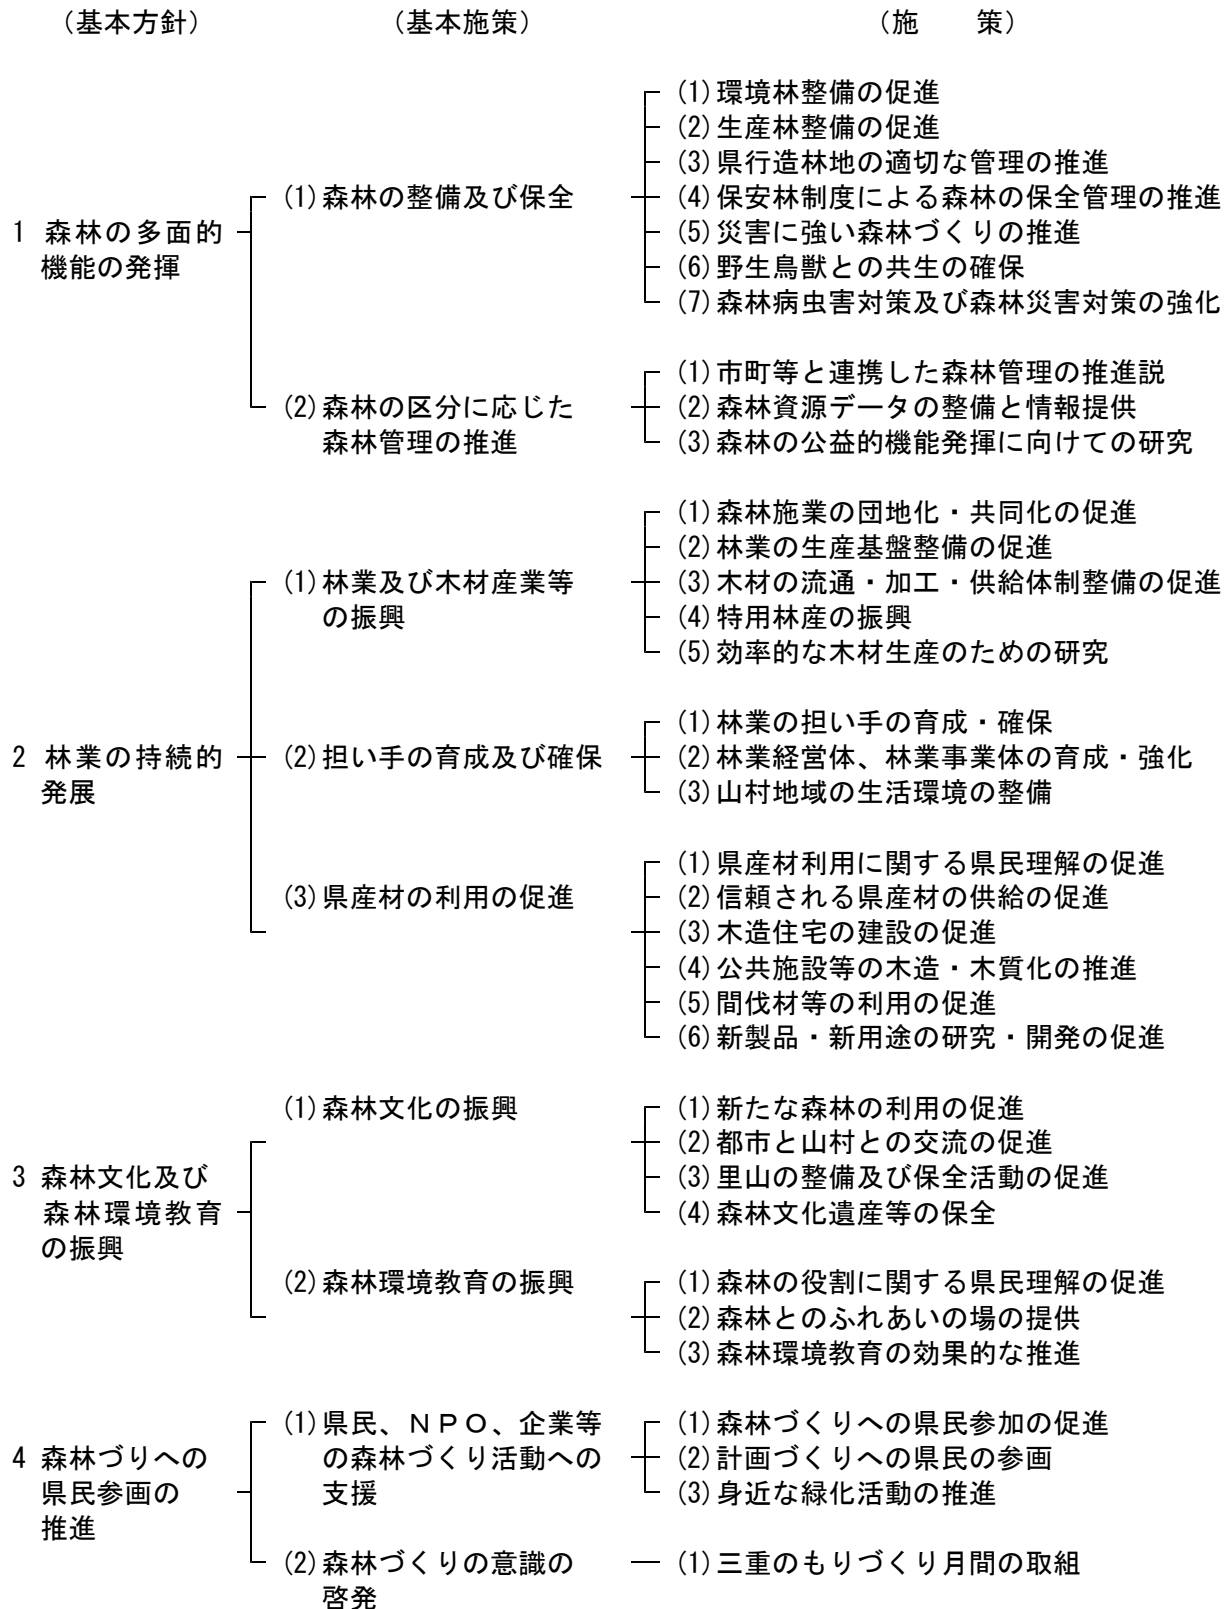 （基本方針） （基本施策） （施　　策）
(1)環境林整備の促進
(2)生産林整備の促進
(3)県行造林地の適切な管理の推進
(1)森林の整備及び保全 (4)保安林制度による森林の保全管理の推進
1 森林の多面的 (5)災害に強い森林づくりの推進
機能の発揮 (6)野生鳥獣との共生の確保
(7)森林病虫害対策及び森林災害対策の強化
(1)市町等と連携した森林管理の推進説
(2)森林の区分に応じた (2)森林資源データの整備と情報提供
森林管理の推進 (3)森林の公益的機能発揮に向けての研究
(1)森林施業の団地化・共同化の促進
(2)林業の生産基盤整備の促進
(1)林業及び木材産業等 (3)木材の流通・加工・供給体制整備の促進
の振興 (4)特用林産の振興
(5)効率的な木材生産のための研究
(1)林業の担い手の育成・確保
2 林業の持続的 (2)担い手の育成及び確保 (2)林業経営体、林業事業体の育成・強化
発展 (3)山村地域の生活環境の整備
(1)県産材利用に関する県民理解の促進
(3)県産材の利用の促進 (2)信頼される県産材の供給の促進
(3)木造住宅の建設の促進
(4)公共施設等の木造・木質化の推進
(5)間伐材等の利用の促進
(6)新製品・新用途の研究・開発の促進
(1)森林文化の振興 (1)新たな森林の利用の促進
(2)都市と山村との交流の促進
3 森林文化及び (3)里山の整備及び保全活動の促進
森林環境教育 (4)森林文化遺産等の保全
の振興
(2)森林環境教育の振興 (1)森林の役割に関する県民理解の促進
(2)森林とのふれあいの場の提供
(3)森林環境教育の効果的な推進
(1)県民、ＮＰＯ、企業等 (1)森林づくりへの県民参加の促進
4 森林づりへの の森林づくり活動への (2)計画づくりへの県民の参画
県民参画の 支援 (3)身近な緑化活動の推進
推進
(2)森林づくりの意識の (1)三重のもりづくり月間の取組
啓発